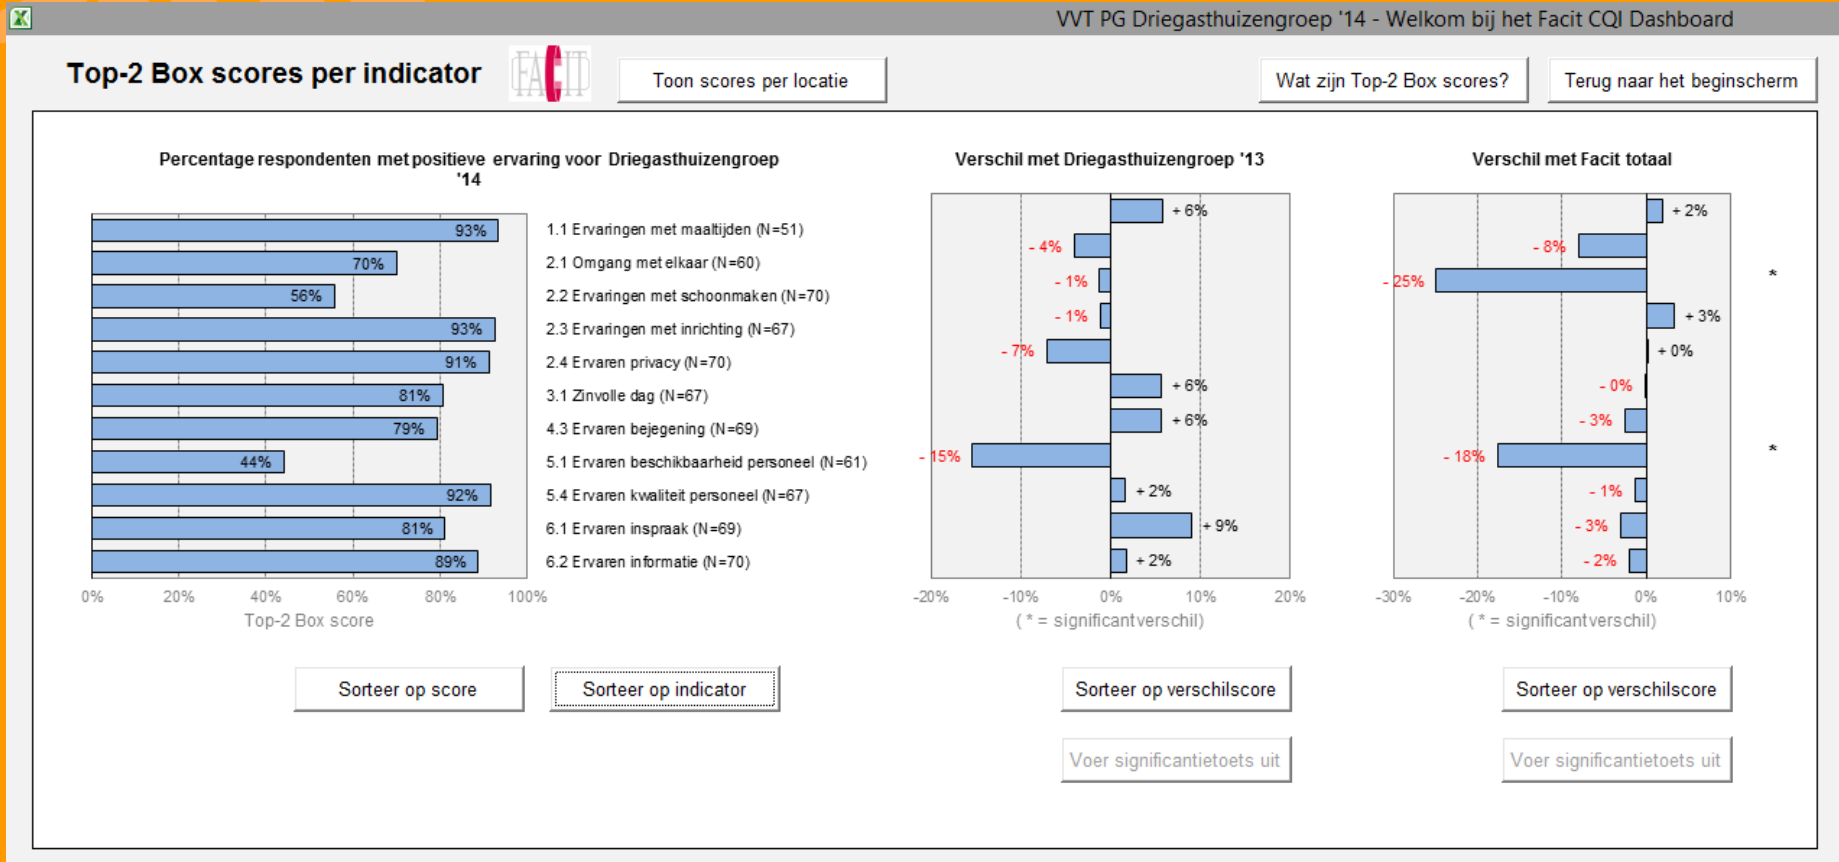 VVT PG Driegasthuizengroep '14 - Welkom bij het Facit CQI Dashboard
Top-2 Box scores per indicator
FACIT
Toon scores per locatie
Wat zijn Top-2 Box scores?
Terug naar het beginscherm
Percentage respondenten met positieve ervaring voor Driegasthuizengroep
'14
93% 1.1 Ervaringen met maaltijden (N=51)
70% 2.1 Omgang met elkaar (N=60)
56% 2.2 Ervaringen met schoonmaken (N=70)
93% 2.3 Ervaringen met inrichting (N=67)
91% 2.4 Ervaren privacy (N=70)
81% 3.1 Zinvolle dag (N=67)
79% 4.3 Ervaren bejegening (N=69)
44% 5.1 Ervaren beschikbaarheid personeel (N=61)
92% 5.4 Ervaren kwaliteit personeel (N=67)
81% 6.1 Ervaren inspraak (N=69)
89% 6.2 Ervaren informatie (N=70)
0% 20% 40% 60% 80% 100%
Top-2 Box score
Sorteer op score
Sorteer op indicator
Verschil met Driegasthuizengroep '13
+ 6%
- 4%
- 1%
- 1%
- 7%
+ 6%
+ 6%
- 15%
+ 2%
+ 9%
+ 2%
-20% -10% 0% 10% 20%
( * = significant verschil)
Sorteer op verschilscore
Voer significantietoets uit
Verschil met Facit totaal
+ 2%
- 8%
- 25% *
+ 3%
+ 0%
- 0%
- 3%
- 18% *
- 1%
- 3%
- 2%
-30% -20% -10% 0% 10%
( * = significant verschil)
Sorteer op verschilscore
Voer significantietoets uit